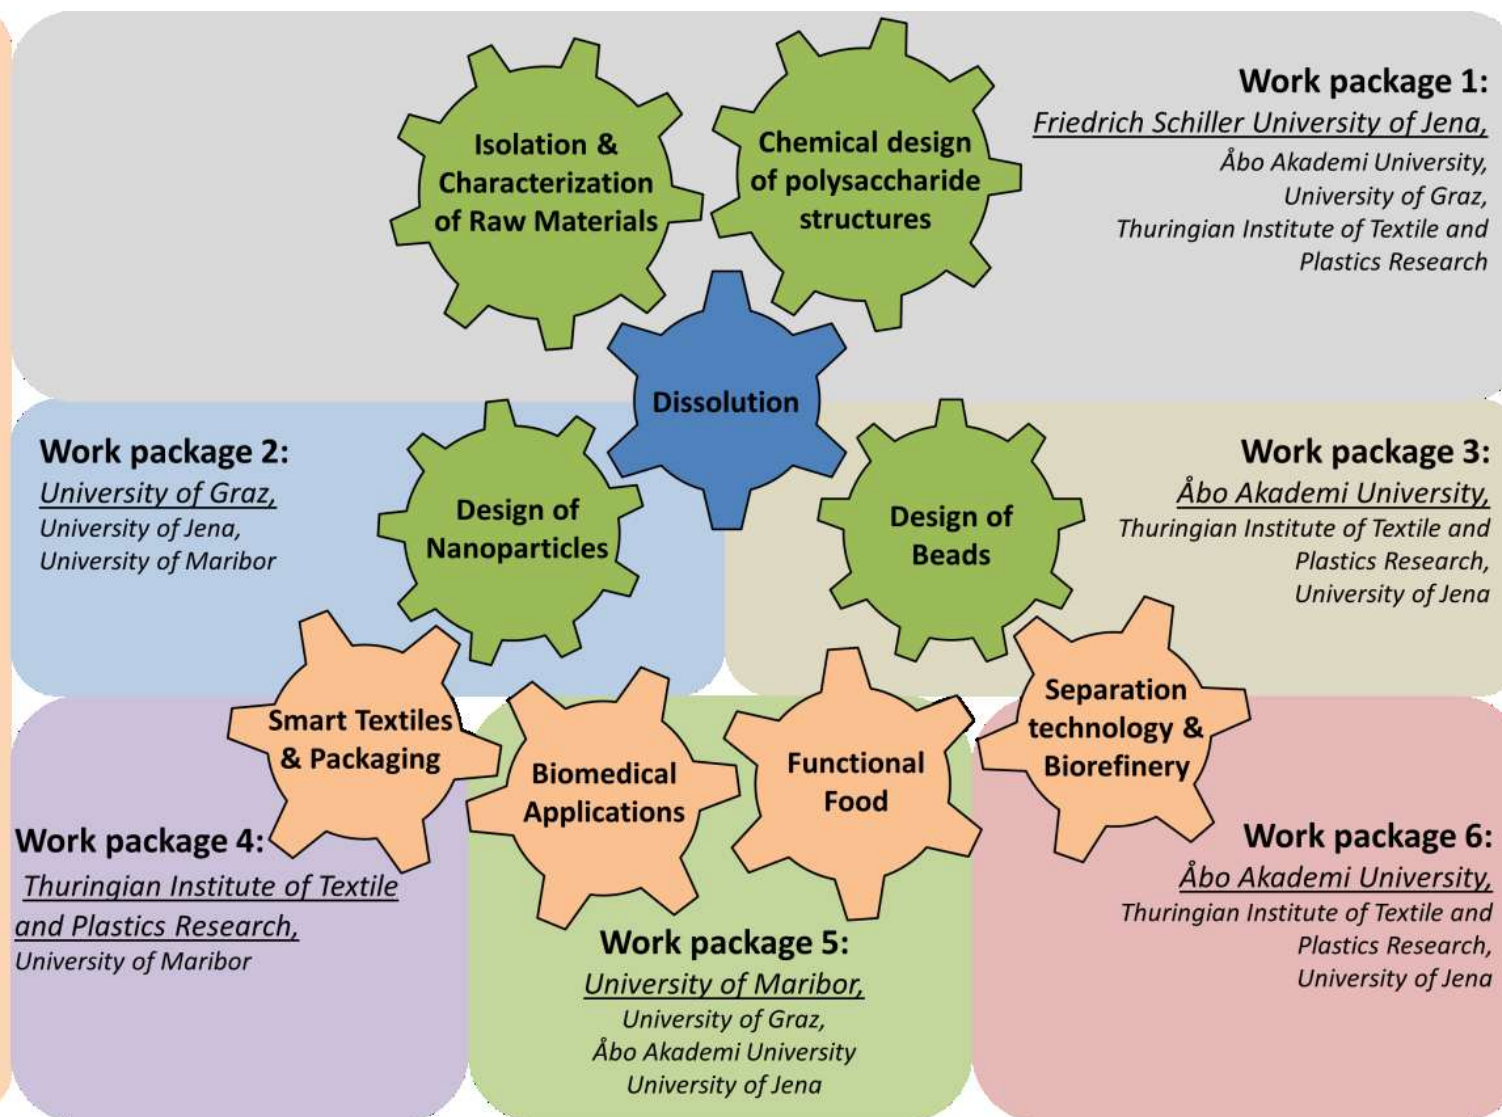 Isolation &
Characterization
of Raw Materials
Chemical design
of polysaccharide
structures
Work package 1:
Friedrich Schiller University of Jena,
Åbo Akademi University,
University of Graz,
Thuringian Institute of Textile and
Plastics Research
Dissolution
Work package 2:
University of Graz,
University of Jena,
University of Maribor
Design of
Nanoparticles
Design of
Beads
Work package 3:
Åbo Akademi University,
Thuringian Institute of Textile and
Plastics Research,
University of Jena
Smart Textiles
& Packaging
Biomedical
Applications
Functional
Food
Separation
technology &
Biorefinery
Work package 4:
Thuringian Institute of Textile
and Plastics Research,
University of Maribor
Work package 5:
University of Maribor,
University of Graz,
Åbo Akademi University
University of Jena
Work package 6:
Åbo Akademi University,
Thuringian Institute of Textile and
Plastics Research,
University of Jena